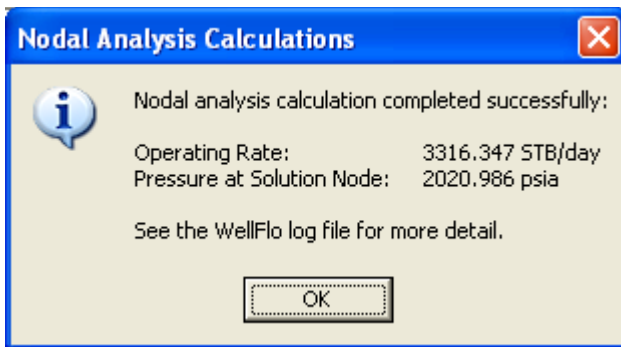 Nodal Analysis Calculations
Nodal analysis calculation completed successfully:
Operating Rate: 3316.347 STB/day
Pressure at Solution Node: 2020.986 psia
See the WellFlo log file for more detail.
OK